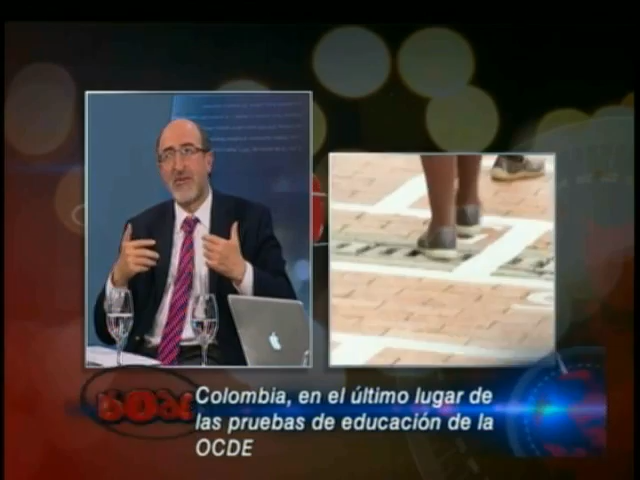 Colombia, en el último lugar de
las pruebas de educación de la
OCDE